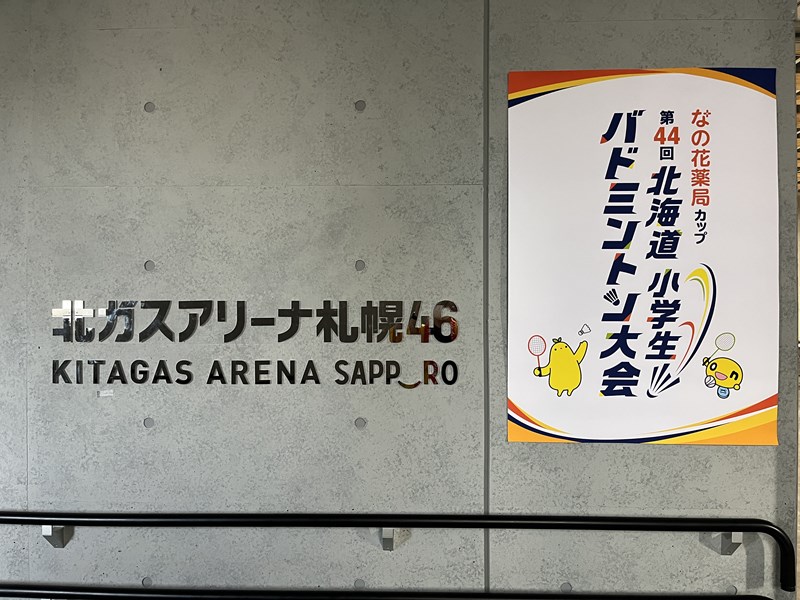 北ガスアリーナ札幌46
KITAGAS ARENA SAPPORO
なの花薬局カップ
第44回 北海道 小学生
バドミントン大会